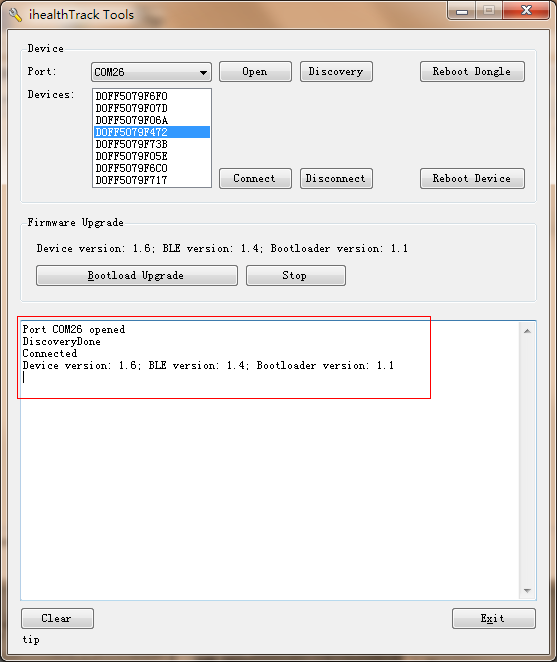 ihealthTrack Tools
Device
Port: COM26 Open Discovery Reboot Dongle
Devices:
D0FF5079F6F0
D0FF5079F07D
D0FF5079F06A
D0FF5079F472
D0FF5079F73B
D0FF5079F05E
D0FF5079F6C0
D0FF5079F717
Connect Disconnect Reboot Device
Firmware Upgrade
Device version: 1.6; BLE version: 1.4; Bootloader version: 1.1
Bootload Upgrade Stop
Port COM26 opened
DiscoveryDone
Connected
Device version: 1.6; BLE version: 1.4; Bootloader version: 1.1
Clear Exit
tip